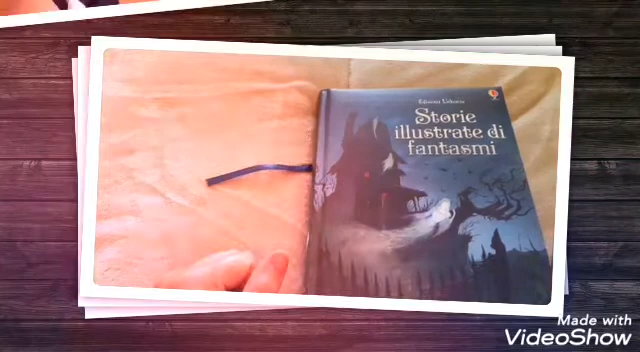 Edizioni Usborne
Storie
illustrate di
fantasmi
Made with
VideoShow